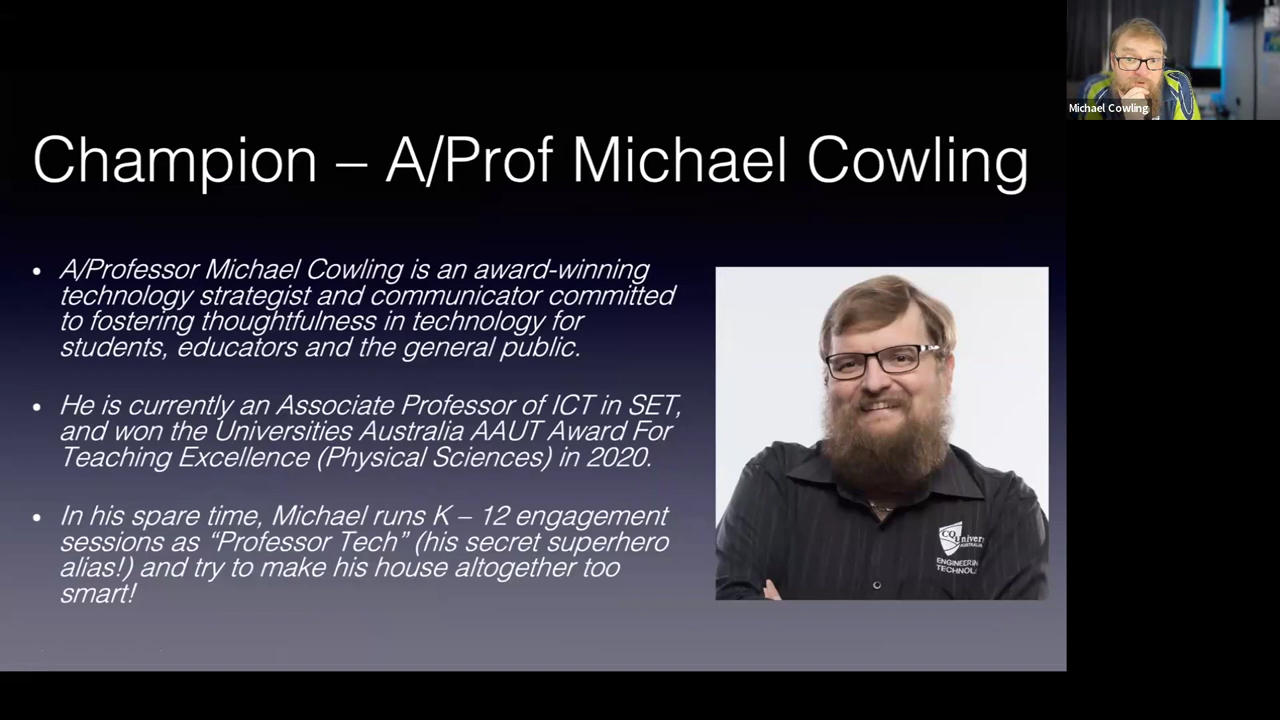 Michael Cowling
Champion – A/Prof Michael Cowling
• A/Professor Michael Cowling is an award-winning
technology strategist and communicator committed
to fostering thoughtfulness in technology for
students, educators and the general public.
• He is currently an Associate Professor of ICT in SET,
and won the Universities Australia AAUT Award For
Teaching Excellence (Physical Sciences) in 2020.
• In his spare time, Michael runs K – 12 engagement
sessions as “Professor Tech” (his secret superhero
alias!) and try to make his house altogether too
smart!
CQUniver
AUSTRALIA
ENGINEERIN
TECHNOL